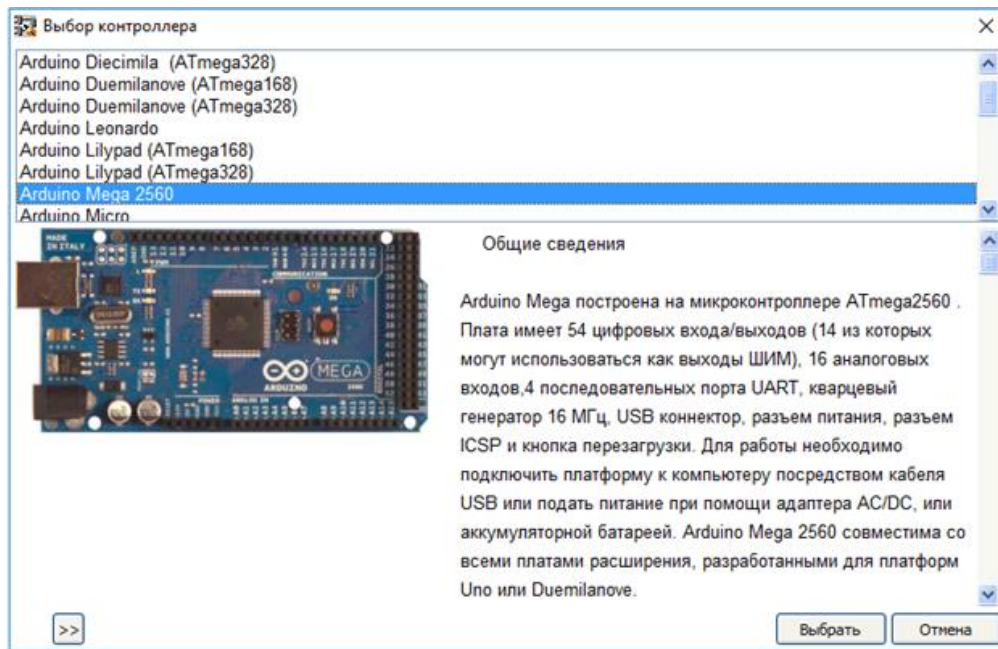 Выбор контроллера
Arduino Diecimila (ATmega328)
Arduino Duemilanove (ATmega168)
Arduino Duemilanove (ATmega328)
Arduino Leonardo
Arduino Lilypad (ATmega168)
Arduino Lilypad (ATmega328)
Arduino Mega 2560
Arduino Micro
MADE
IN ITALY
COMMUNICATION
MEGA
ARDUINO
POWER
ANALOG IN
Общие сведения
Arduino Mega построена на микроконтроллере ATmega2560 .
Плата имеет 54 цифровых входа/выходов (14 из которых
могут использоваться как выходы ШИМ), 16 аналоговых
входов,4 последовательных порта UART, кварцевый
генератор 16 МГц, USB коннектор, разъем питания, разъем
ICSP и кнопка перезагрузки. Для работы необходимо
подключить платформу к компьютеру посредством кабеля
USB или подать питание при помощи адаптера AC/DC, или
аккумуляторной батареей. Arduino Mega 2560 совместима со
всеми платами расширения, разработанными для платформ
Uno или Duemilanove.
>>
Выбрать
Отмена